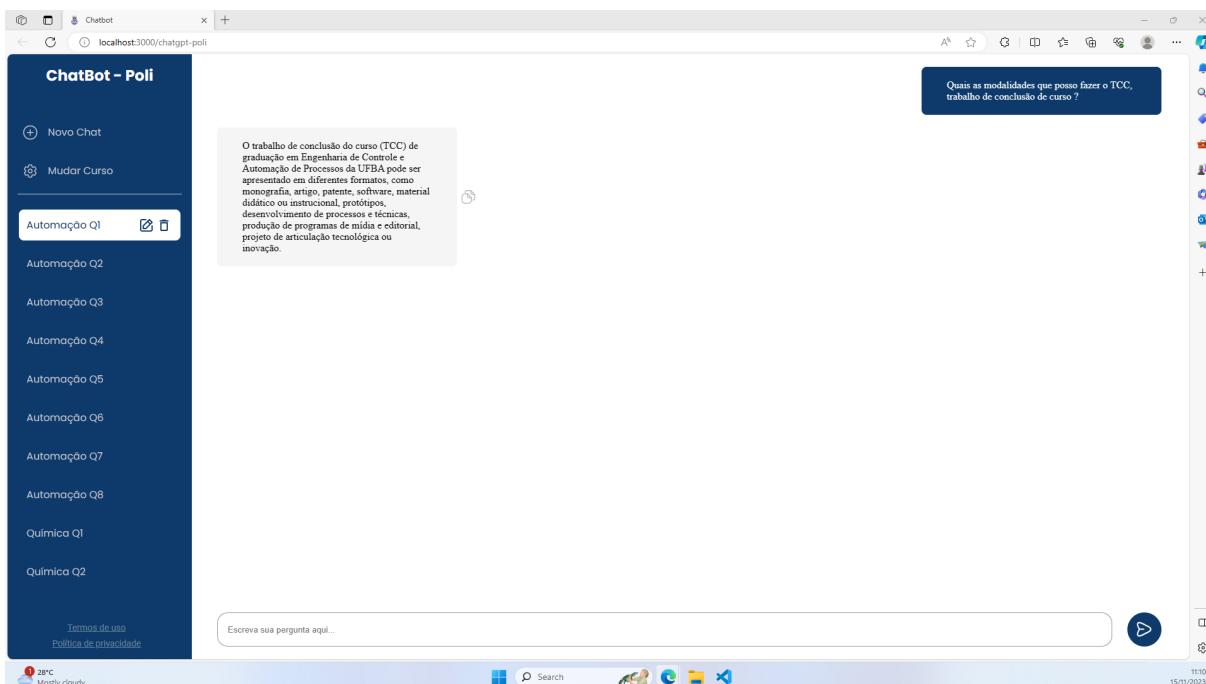 Chatbot
localhost:3000/chatgpt-poli
ChatBot - Poli
Novo Chat
Mudar Curso
Automação Q1
Automação Q2
Automação Q3
Automação Q4
Automação Q5
Automação Q6
Automação Q7
Automação Q8
Química Q1
Química Q2
Termos de uso
Política de privacidade
Quais as modalidades que posso fazer o TCC,
trabalho de conclusão de curso ?
O trabalho de conclusão do curso (TCC) de
graduação em Engenharia de Controle e
Automação de Processos da UFBA pode ser
apresentado em diferentes formatos, como
monografia, artigo, patente, software, material
didático ou instrucional, protótipos,
desenvolvimento de processos e técnicas,
produção de programas de mídia e editorial,
projeto de articulação tecnológica ou
inovação.
Escreva sua pergunta aqui...
1
28°C
Mostly cloudy
Search
11:10
15/11/2023